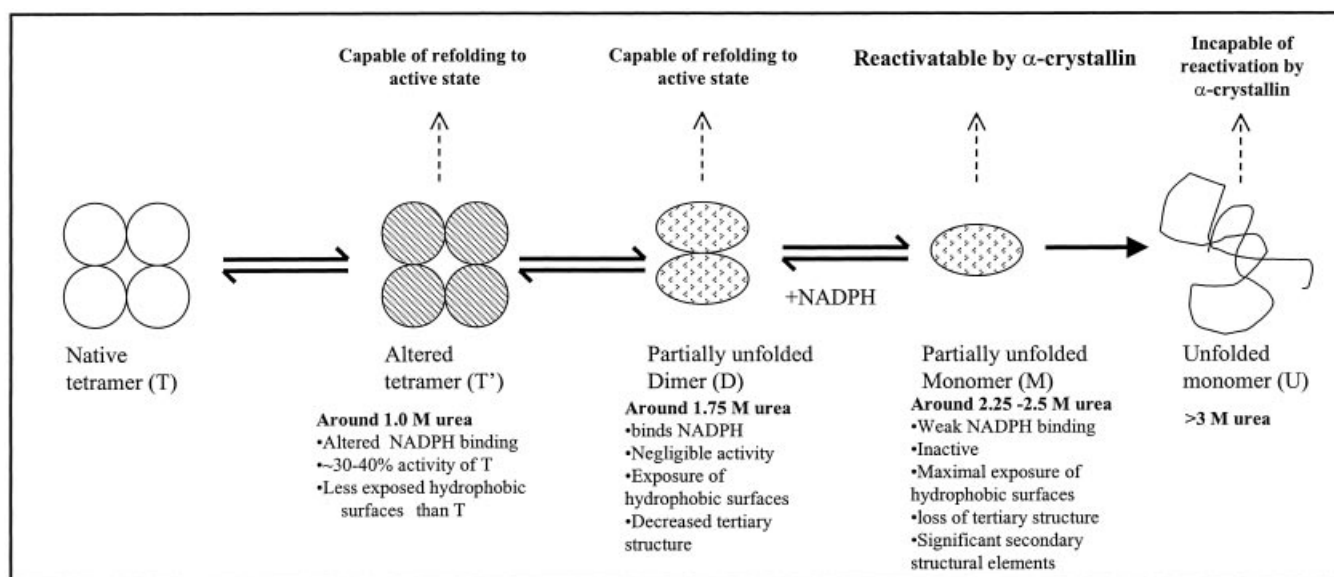 Capable of refolding to
active state
Capable of refolding to
active state
Reactivatable by α-crystallin
Incapable of
reactivation by
α-crystallin
+NADPH
Native
tetramer (T)
Altered
tetramer (T’)
Around 1.0 M urea
•Altered NADPH binding
•~30-40% activity of T
•Less exposed hydrophobic
surfaces than T
Partially unfolded
Dimer (D)
Around 1.75 M urea
•binds NADPH
•Negligible activity
•Exposure of
hydrophobic surfaces
•Decreased tertiary
structure
Partially unfolded
Monomer (M)
Around 2.25 -2.5 M urea
•Weak NADPH binding
•Inactive
•Maximal exposure of
hydrophobic surfaces
•loss of tertiary structure
•Significant secondary
structural elements
Unfolded
monomer (U)
>3 M urea